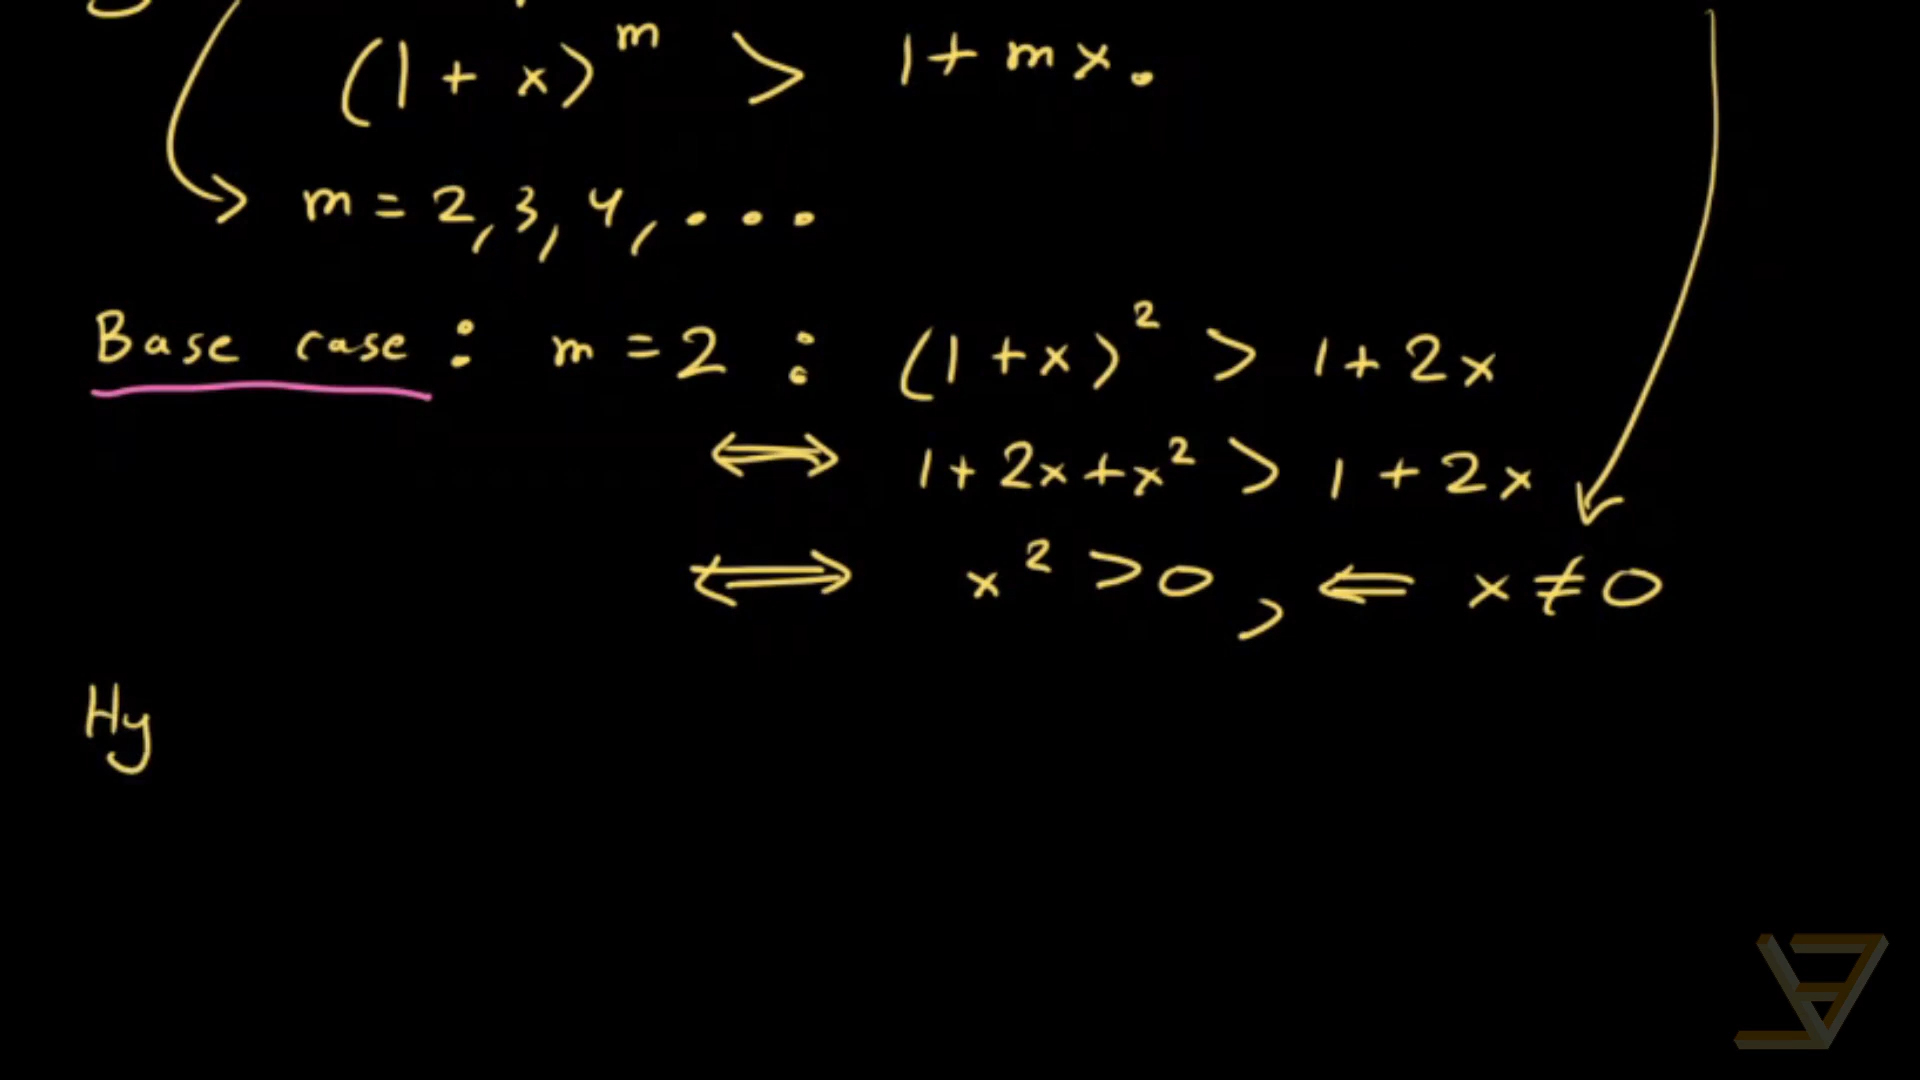 (1 + x)^m > 1 + mx.
m = 2, 3, 4, ...
Base case : m = 2 : (1 + x)^2 > 1 + 2x
⟺ 1 + 2x + x^2 > 1 + 2x
⟺ x^2 > 0, ⟸ x ≠ 0
Hy